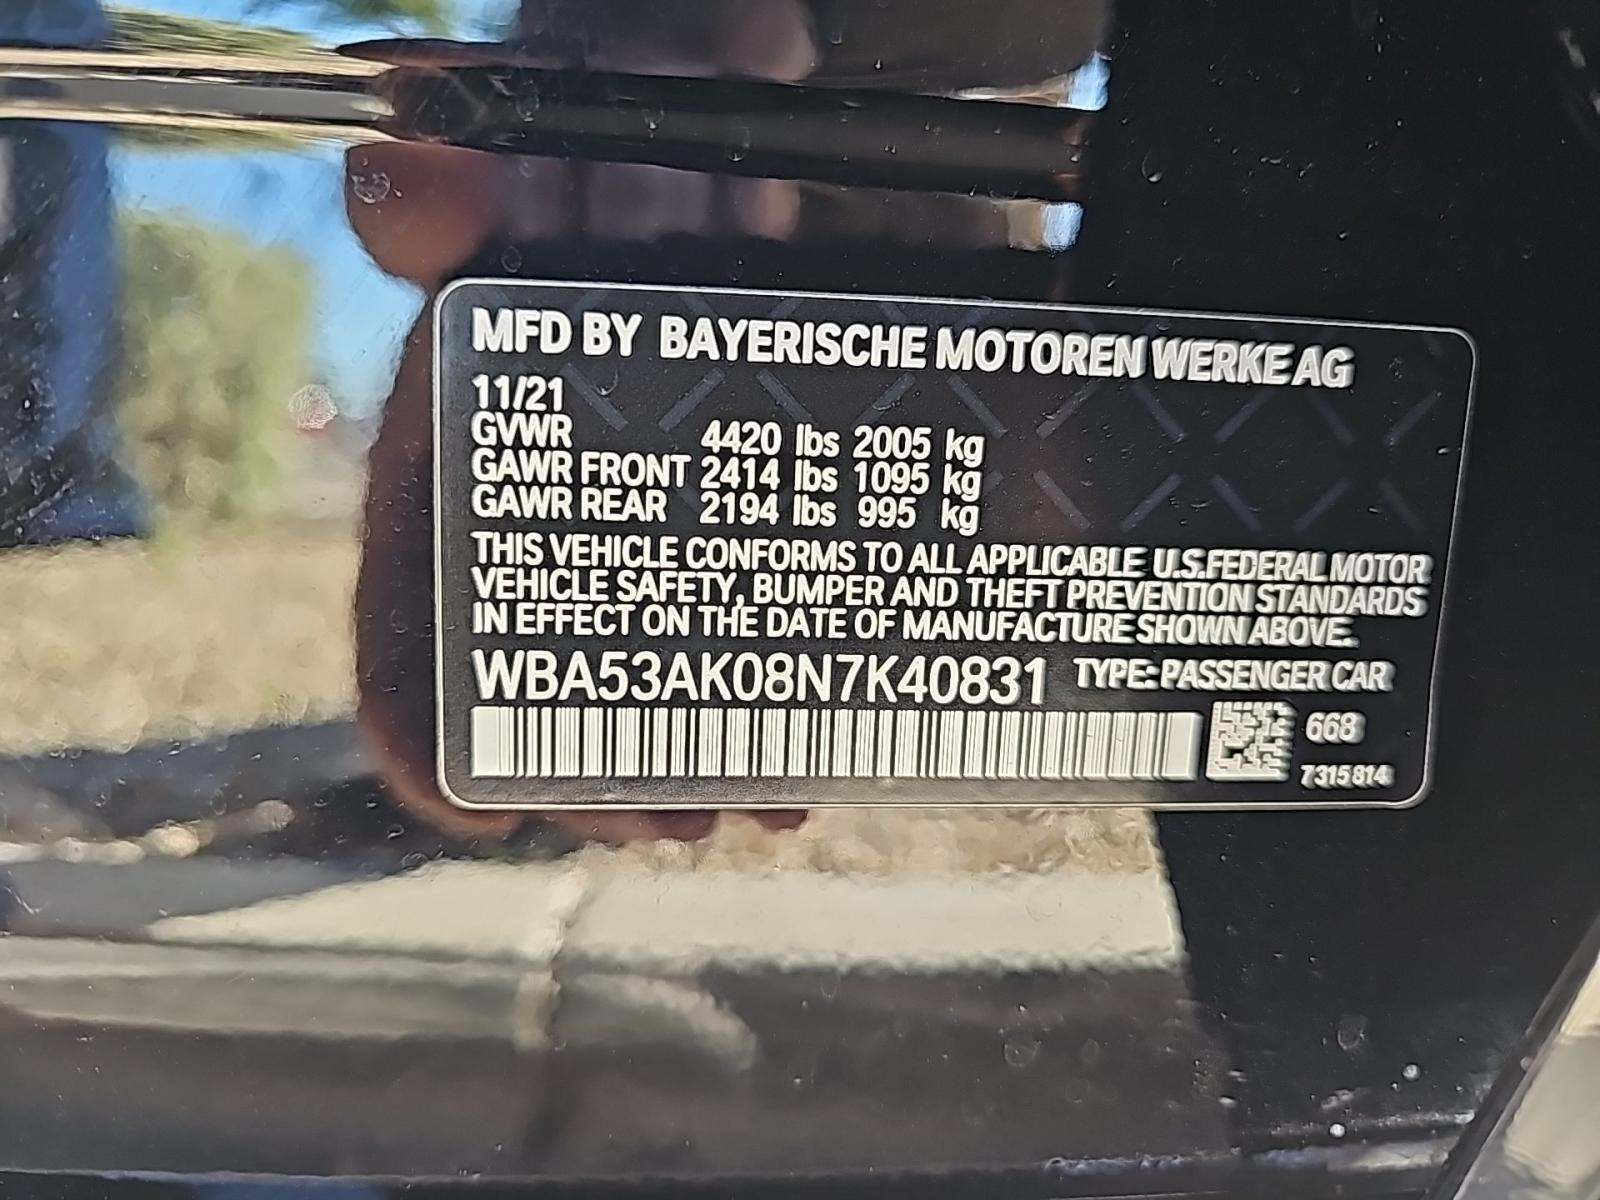 MFD BY BAYERISCHE MOTOREN WERKE AG
11/21
GVWR 4420 lbs 2005 kg
GAWR FRONT 2414 lbs 1095 kg
GAWR REAR 2194 lbs 995 kg
THIS VEHICLE CONFORMS TO ALL APPLICABLE U.S.FEDERAL MOTOR
VEHICLE SAFETY, BUMPER AND THEFT PREVENTION STANDARDS
IN EFFECT ON THE DATE OF MANUFACTURE SHOWN ABOVE.
WBA53AK08N7K40831 TYPE: PASSENGER CAR
668
7315814